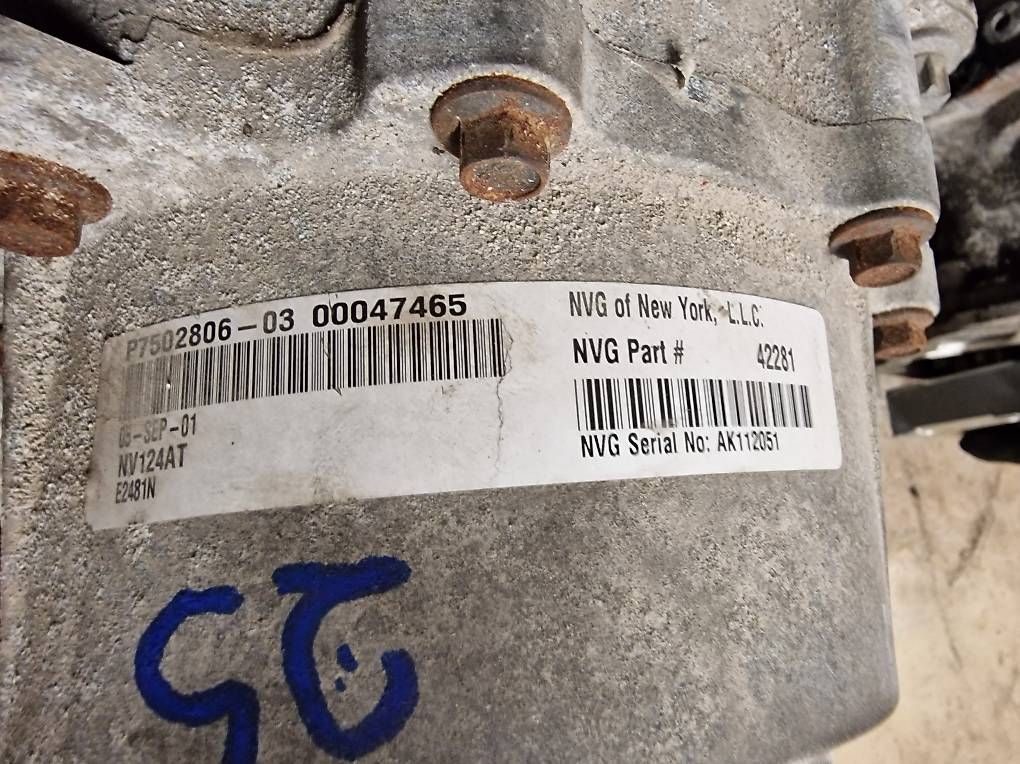 P7502806-03 00047465
05-SEP-01
NV124AT
E2481N
NVG of New York, L.L.C.
NVG Part # 42281
NVG Serial No: AK112051